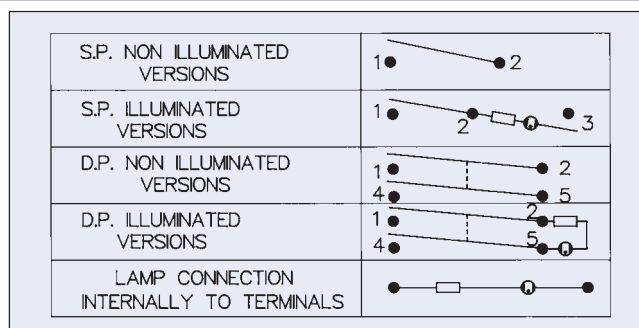 S.P. NON ILLUMINATED
VERSIONS
1 2
S.P. ILLUMINATED
VERSIONS
1 2 3
D.P. NON ILLUMINATED
VERSIONS
1 2
4 5
D.P. ILLUMINATED
VERSIONS
1 2
4 5
LAMP CONNECTION
INTERNALLY TO TERMINALS